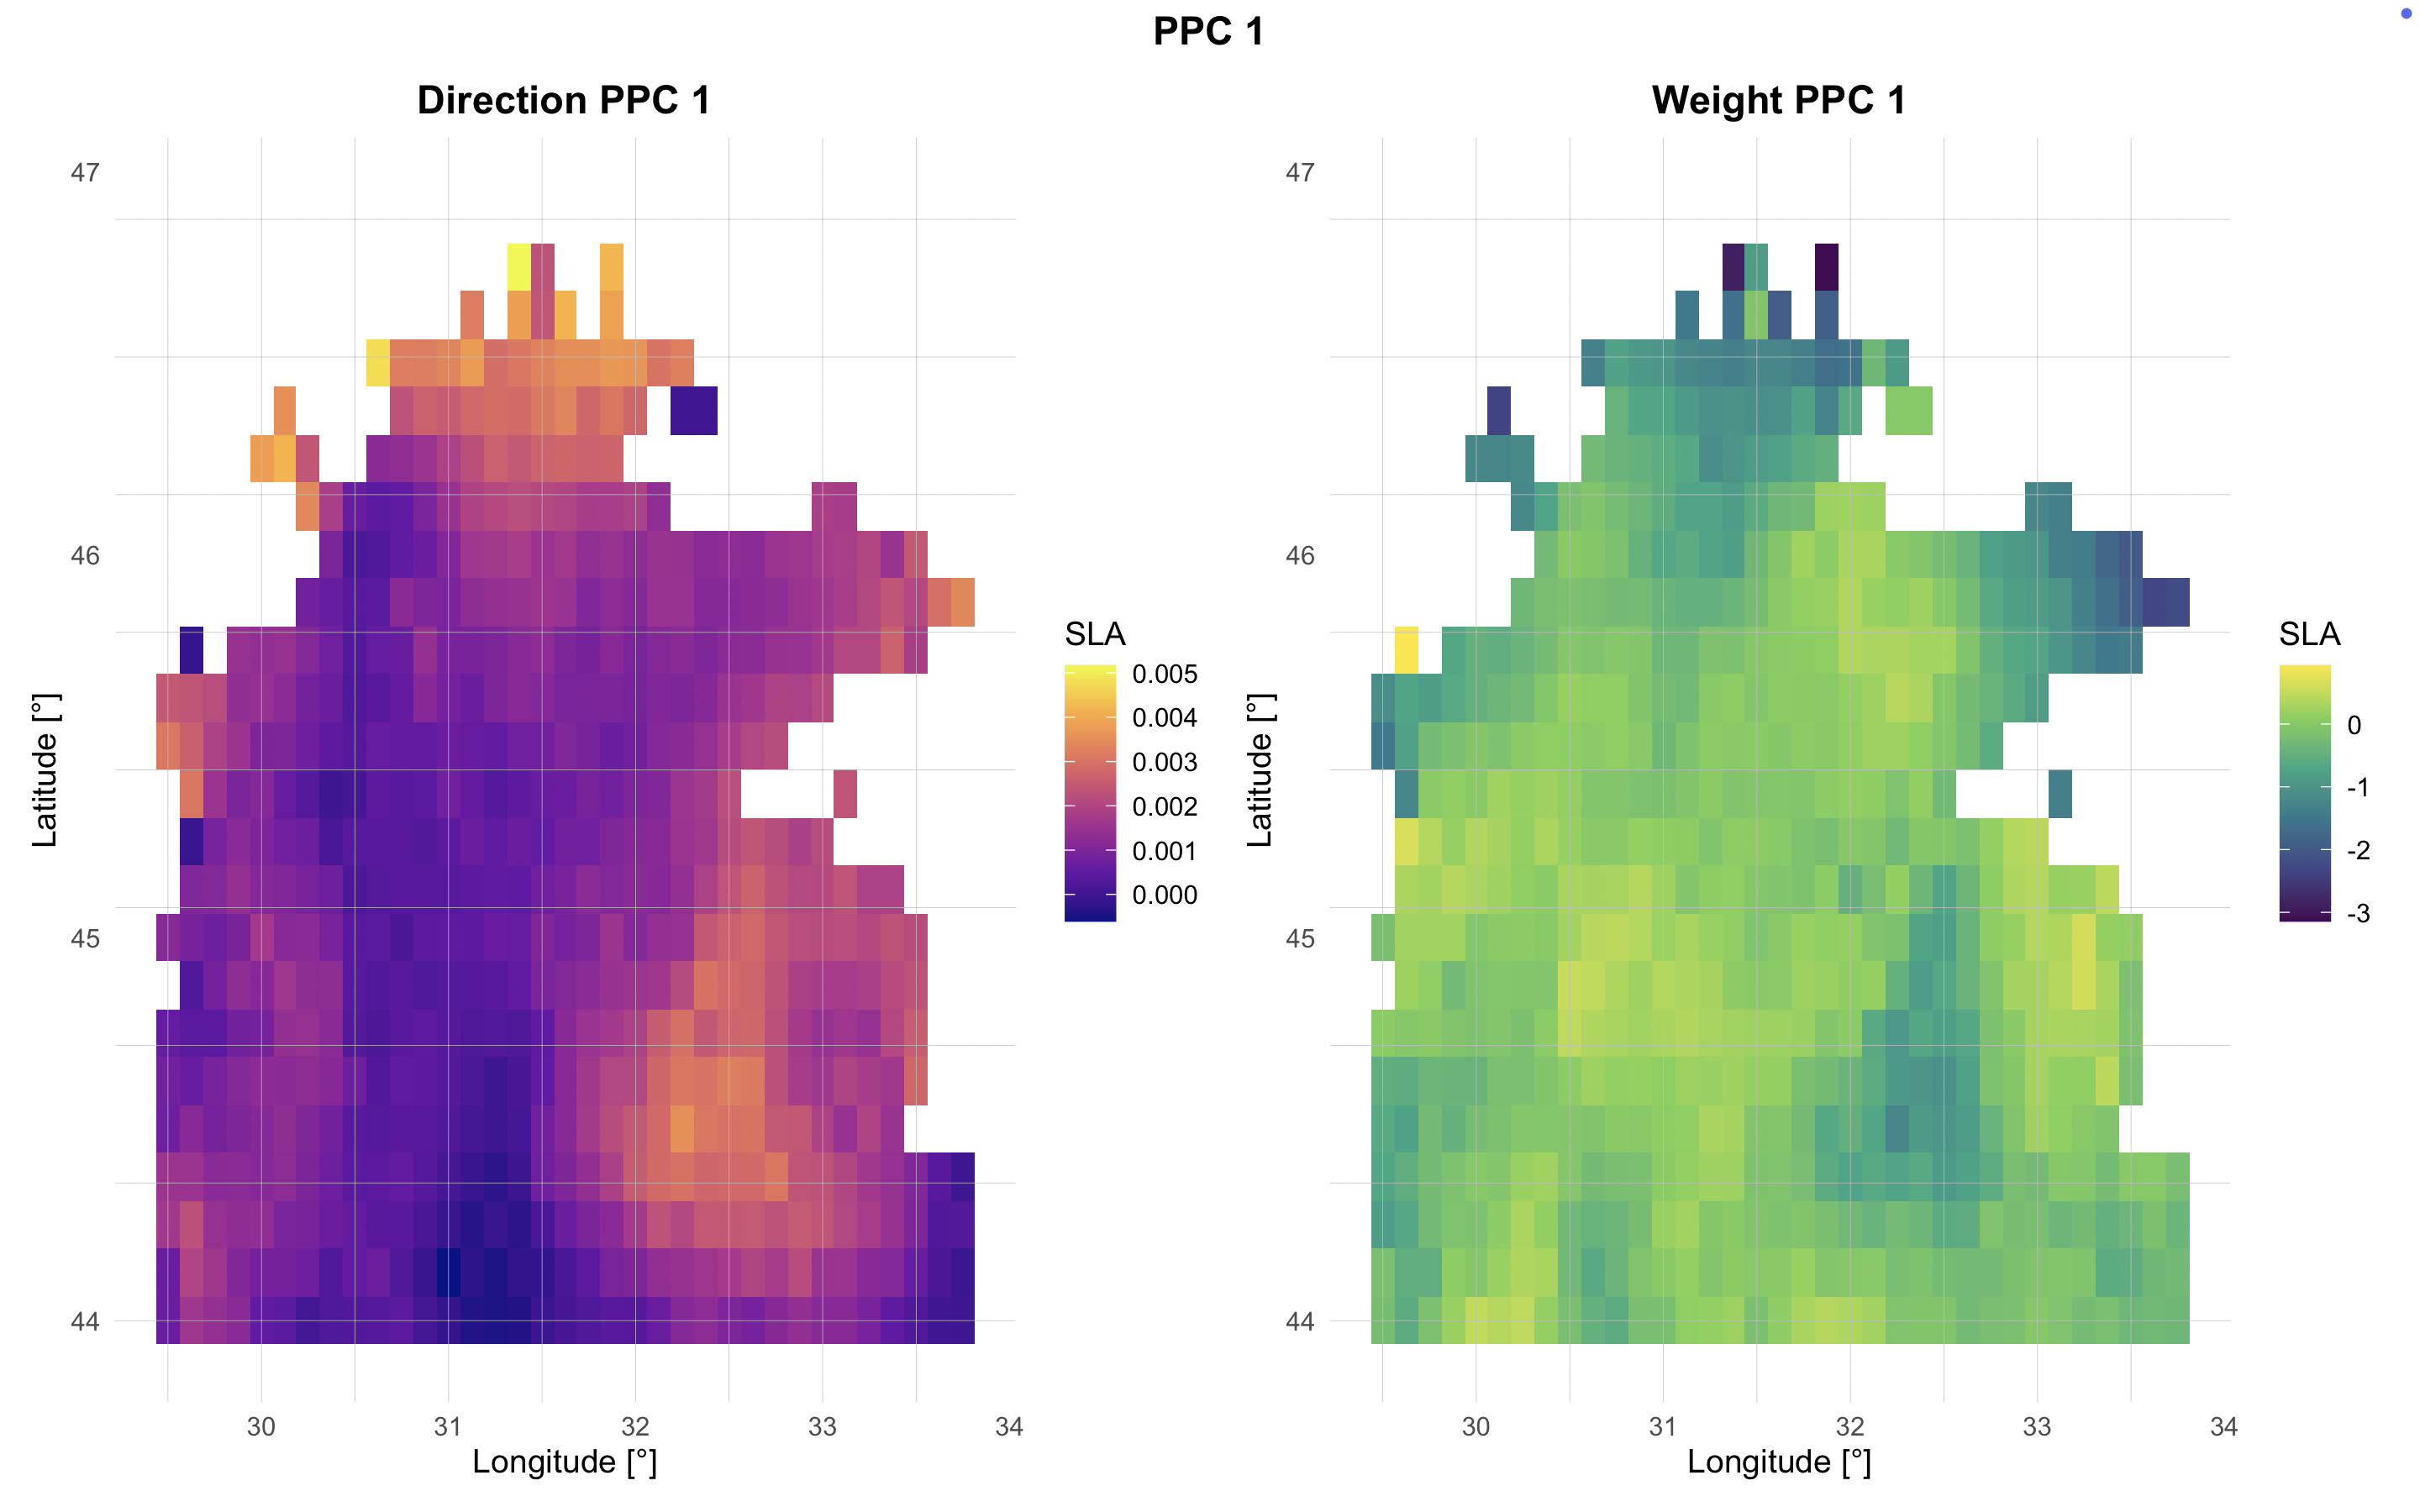 PPC 1
Direction PPC 1
47
46
45
44
Latitude [°]
30 31 32 33 34
Longitude [°]
SLA
0.005
0.004
0.003
0.002
0.001
0.000
Weight PPC 1
47
46
45
44
Latitude [°]
30 31 32 33 34
Longitude [°]
SLA
0
-1
-2
-3